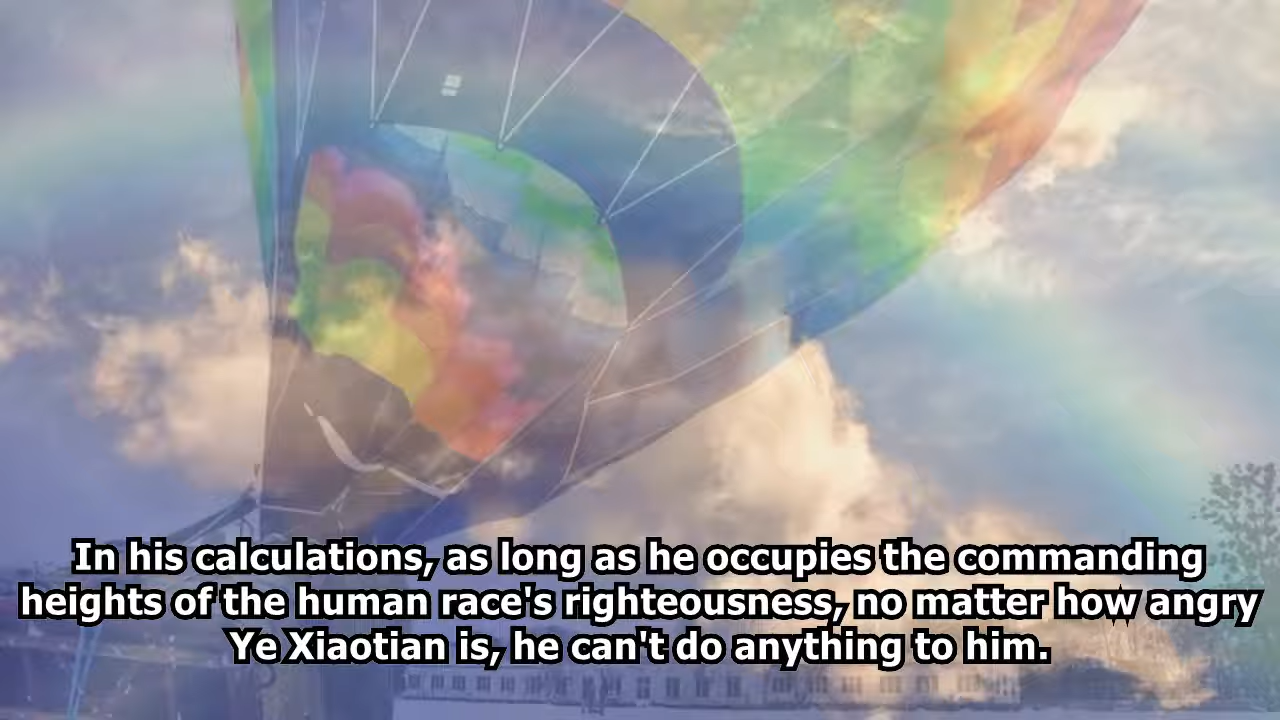 In his calculations, as long as he occupies the commanding
heights of the human race's righteousness, no matter how angry
Ye Xiaotian is, he can't do anything to him.